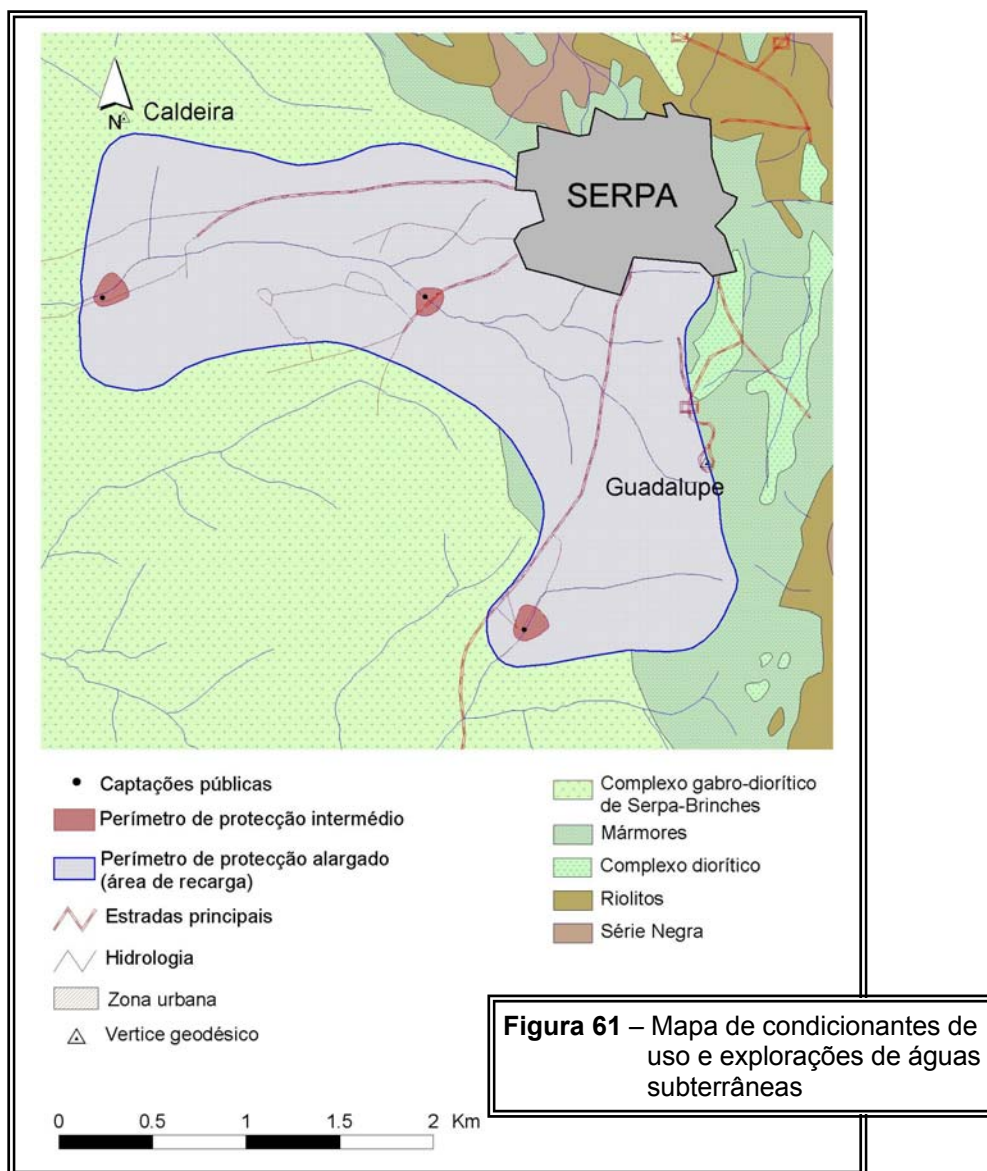 N
Caldeira
SERPA
Guadalupe
Captações públicas
Perímetro de protecção intermédio
Perímetro de protecção alargado
(área de recarga)
Estradas principais
Hidrologia
Zona urbana
Vertice geodésico
Complexo gabro-diorítico
de Serpa-Brinches
Mármores
Complexo diorítico
Riolitos
Série Negra
Figura 61 – Mapa de condicionantes de
uso e explorações de águas
subterrâneas
0 0.5 1 1.5 2 Km